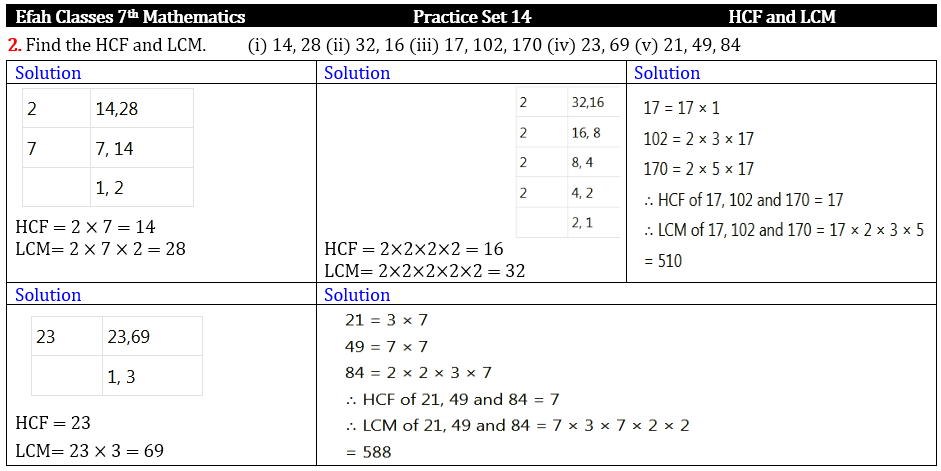 Efah Classes 7th Mathematics Practice Set 14 HCF and LCM
2. Find the HCF and LCM. (i) 14, 28 (ii) 32, 16 (iii) 17, 102, 170 (iv) 23, 69 (v) 21, 49, 84
Solution
2 14,28
7 7, 14
1, 2
HCF = 2 × 7 = 14
LCM= 2 × 7 × 2 = 28
Solution
2 32,16
2 16, 8
2 8, 4
2 4, 2
2, 1
HCF = 2×2×2×2 = 16
LCM= 2×2×2×2×2 = 32
Solution
17 = 17 × 1
102 = 2 × 3 × 17
170 = 2 × 5 × 17
∴ HCF of 17, 102 and 170 = 17
∴ LCM of 17, 102 and 170 = 17 × 2 × 3 × 5
= 510
Solution
23 23,69
1, 3
HCF = 23
LCM= 23 × 3 = 69
Solution
21 = 3 × 7
49 = 7 × 7
84 = 2 × 2 × 3 × 7
∴ HCF of 21, 49 and 84 = 7
∴ LCM of 21, 49 and 84 = 7 × 3 × 7 × 2 × 2
= 588